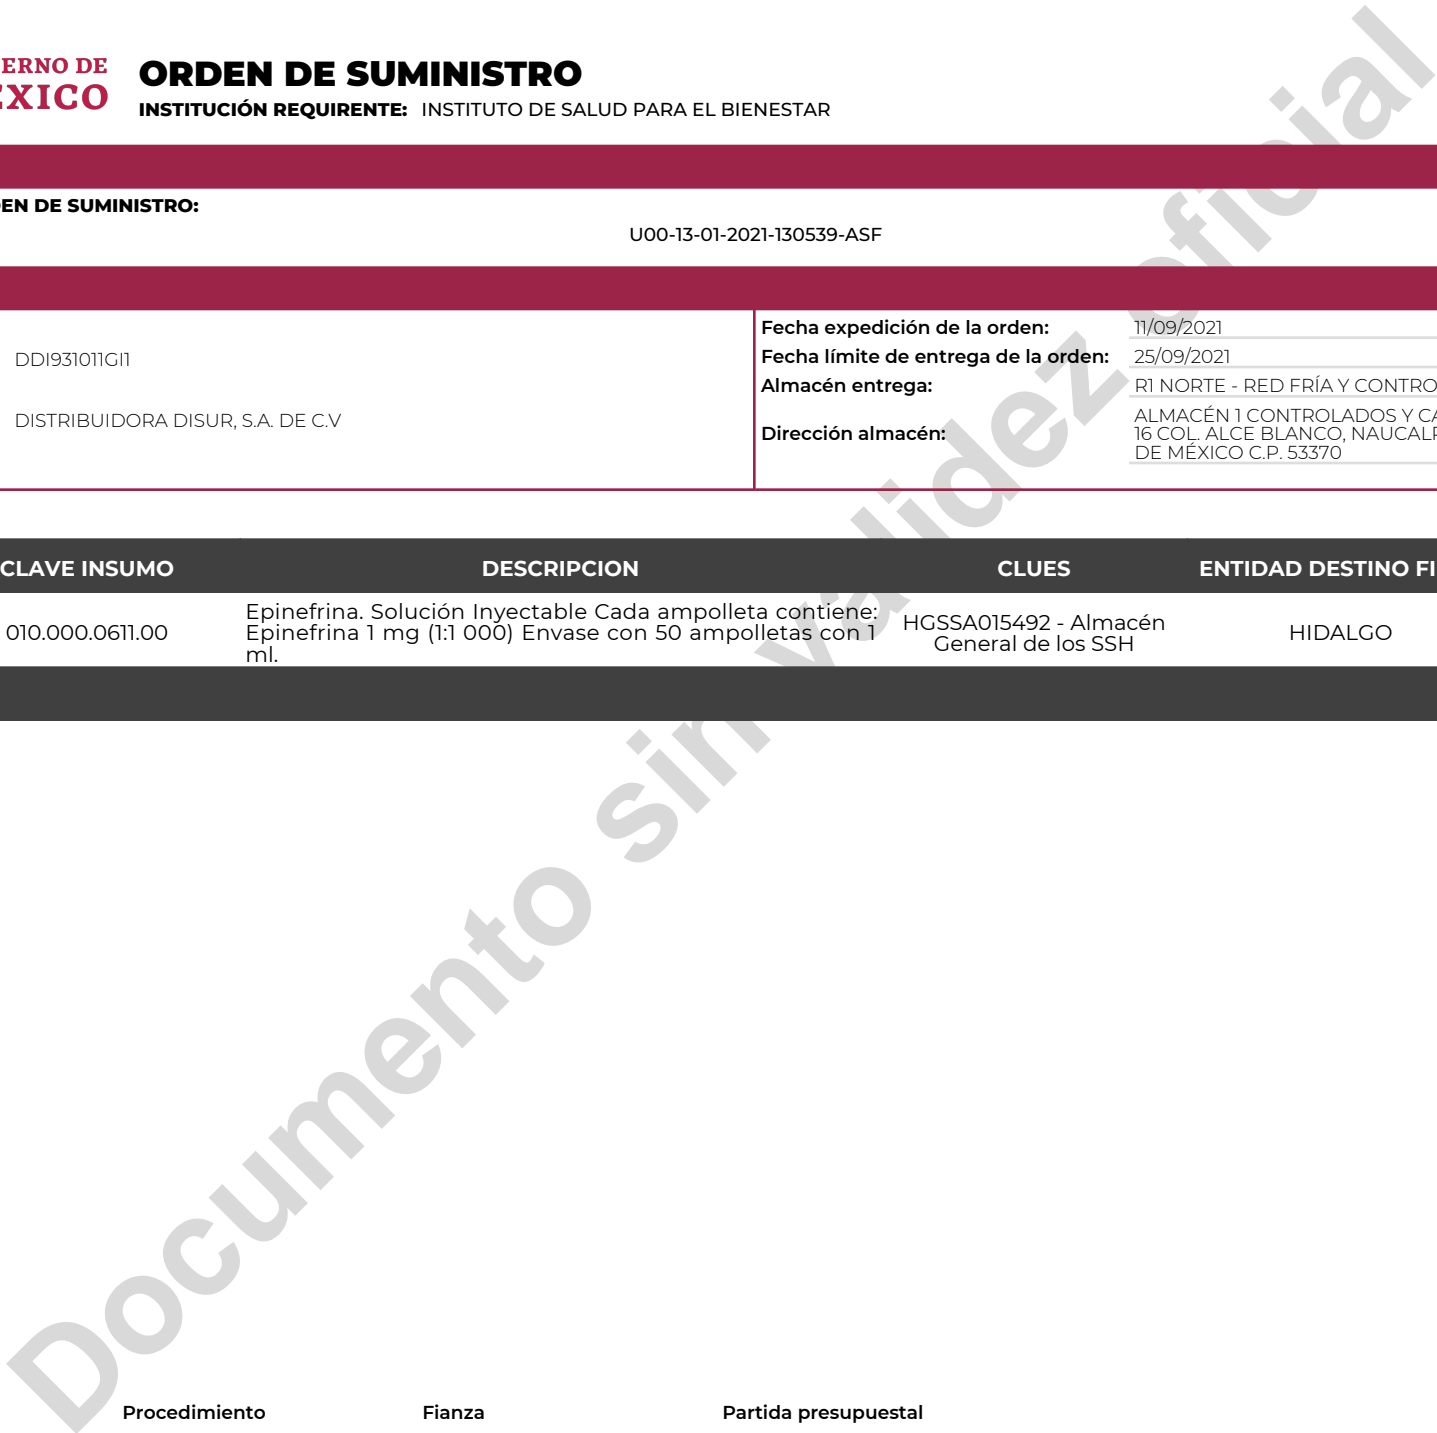 ERNO DE
ÉXICO
ORDEN DE SUMINISTRO
INSTITUCIÓN REQUIRENTE: INSTITUTO DE SALUD PARA EL BIENESTAR
EN DE SUMINISTRO:
U00-13-01-2021-130539-ASF
DDI931011GI1
DISTRIBUIDORA DISUR, S.A. DE C.V
Fecha expedición de la orden: 11/09/2021
Fecha límite de entrega de la orden: 25/09/2021
Almacén entrega: R1 NORTE - RED FRÍA Y CONTRO
Dirección almacén:
ALMACÉN 1 CONTROLADOS Y CA
16 COL. ALCE BLANCO, NAUCALP
DE MÉXICO C.P. 53370
CLAVE INSUMO DESCRIPCION CLUES ENTIDAD DESTINO FI
010.000.0611.00
Epinefrina. Solución Inyectable Cada ampolleta contiene:
Epinefrina 1 mg (1:1 000) Envase con 50 ampolletas con 1
ml.
HGSSA015492 - Almacén
General de los SSH
HIDALGO
Documento sin validez oficial
Procedimiento Fianza Partida presupuestal